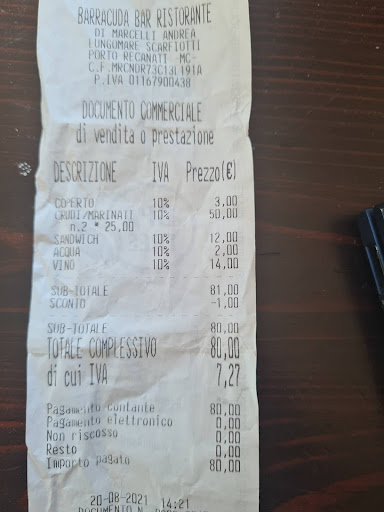 BARRACUDA BAR RISTORANTE
DI MARCELLI ANDREA
LUNGOMARE SCARFIOTTI
PORTO RECANATI -MC-
C.F.MRCNDR73C13L191A
P.IVA 01167900438
DOCUMENTO COMMERCIALE
di vendita o prestazione
DESCRIZIONE IVA Prezzo(€)
COPERTO 10% 3,00
CRUDI/MARINATI 10% 50,00
n.2 * 25,00
SANDWICH 10% 12,00
ACQUA 10% 2,00
VINO 10% 14,00
SUB-TOTALE 81,00
SCONTO -1,00
SUB-TOTALE 80,00
TOTALE COMPLESSIVO 80,00
di cui IVA 7,27
Pagamento contante 80,00
Pagamento elettronico 0,00
Non riscosso 0,00
Resto 0,00
Importo pagato 80,00
20-08-2021 14:21
DOCUMENTO N.